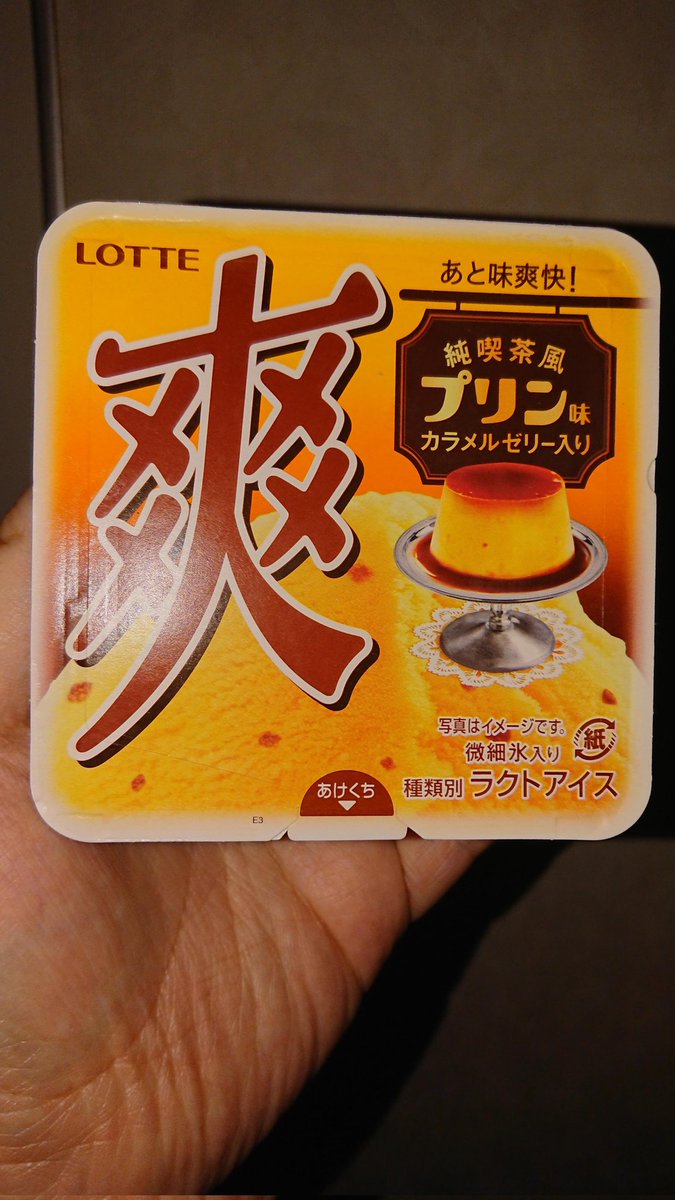 LOTTE
爽
あと味爽快!
純喫茶風
プリン味
カラメルゼリー入り
写真はイメージです。
微細氷入り
紙
種類別 ラクトアイス
あけくち
E3